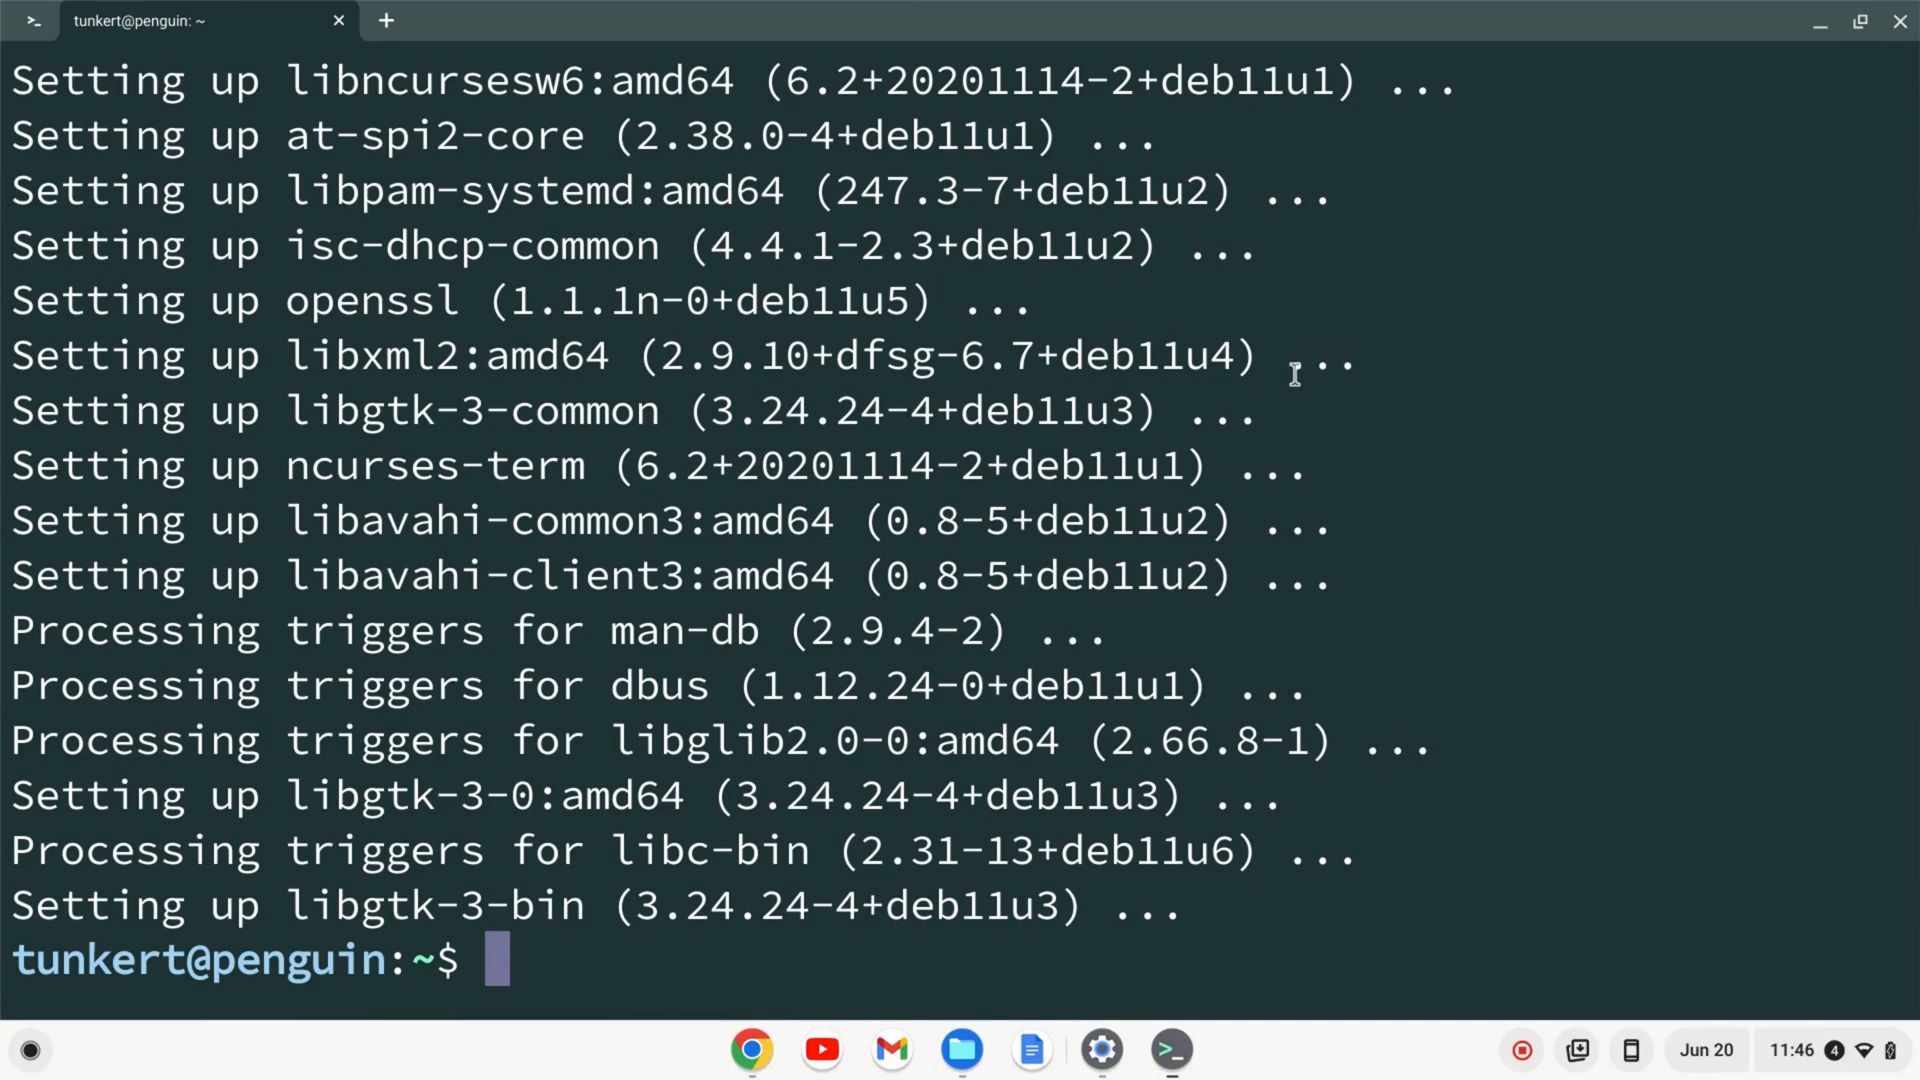 >_ tunkert@penguin: ~
Setting up libncursesw6:amd64 (6.2+20201114-2+deb11u1) ...
Setting up at-spi2-core (2.38.0-4+deb11u1) ...
Setting up libpam-systemd:amd64 (247.3-7+deb11u2) ...
Setting up isc-dhcp-common (4.4.1-2.3+deb11u2) ...
Setting up openssl (1.1.1n-0+deb11u5) ...
Setting up libxml2:amd64 (2.9.10+dfsg-6.7+deb11u4) ...
Setting up libgtk-3-common (3.24.24-4+deb11u3) ...
Setting up ncurses-term (6.2+20201114-2+deb11u1) ...
Setting up libavahi-common3:amd64 (0.8-5+deb11u2) ...
Setting up libavahi-client3:amd64 (0.8-5+deb11u2) ...
Processing triggers for man-db (2.9.4-2) ...
Processing triggers for dbus (1.12.24-0+deb11u1) ...
Processing triggers for libglib2.0-0:amd64 (2.66.8-1) ...
Setting up libgtk-3-0:amd64 (3.24.24-4+deb11u3) ...
Processing triggers for libc-bin (2.31-13+deb11u6) ...
Setting up libgtk-3-bin (3.24.24-4+deb11u3) ...
tunkert@penguin:~$
>_ Jun 20 11:46 4